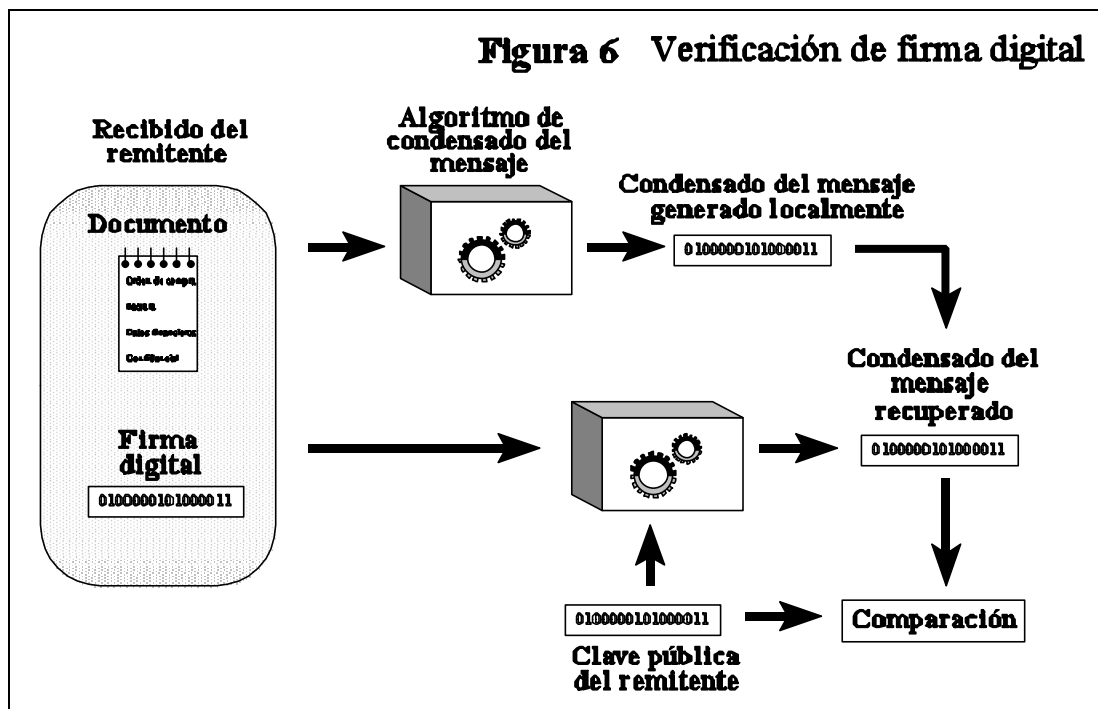 Figura 6 Verificación de firma digital
Recibido del
remitente
Documento
Firma
digital
0100000101000011
Algoritmo de
condensado del
mensaje
Condensado del mensaje
generado localmente
0100000101000011
Condensado del
mensaje
recuperado
0100000101000011
0100000101000011
Clave pública
del remitente
Comparación